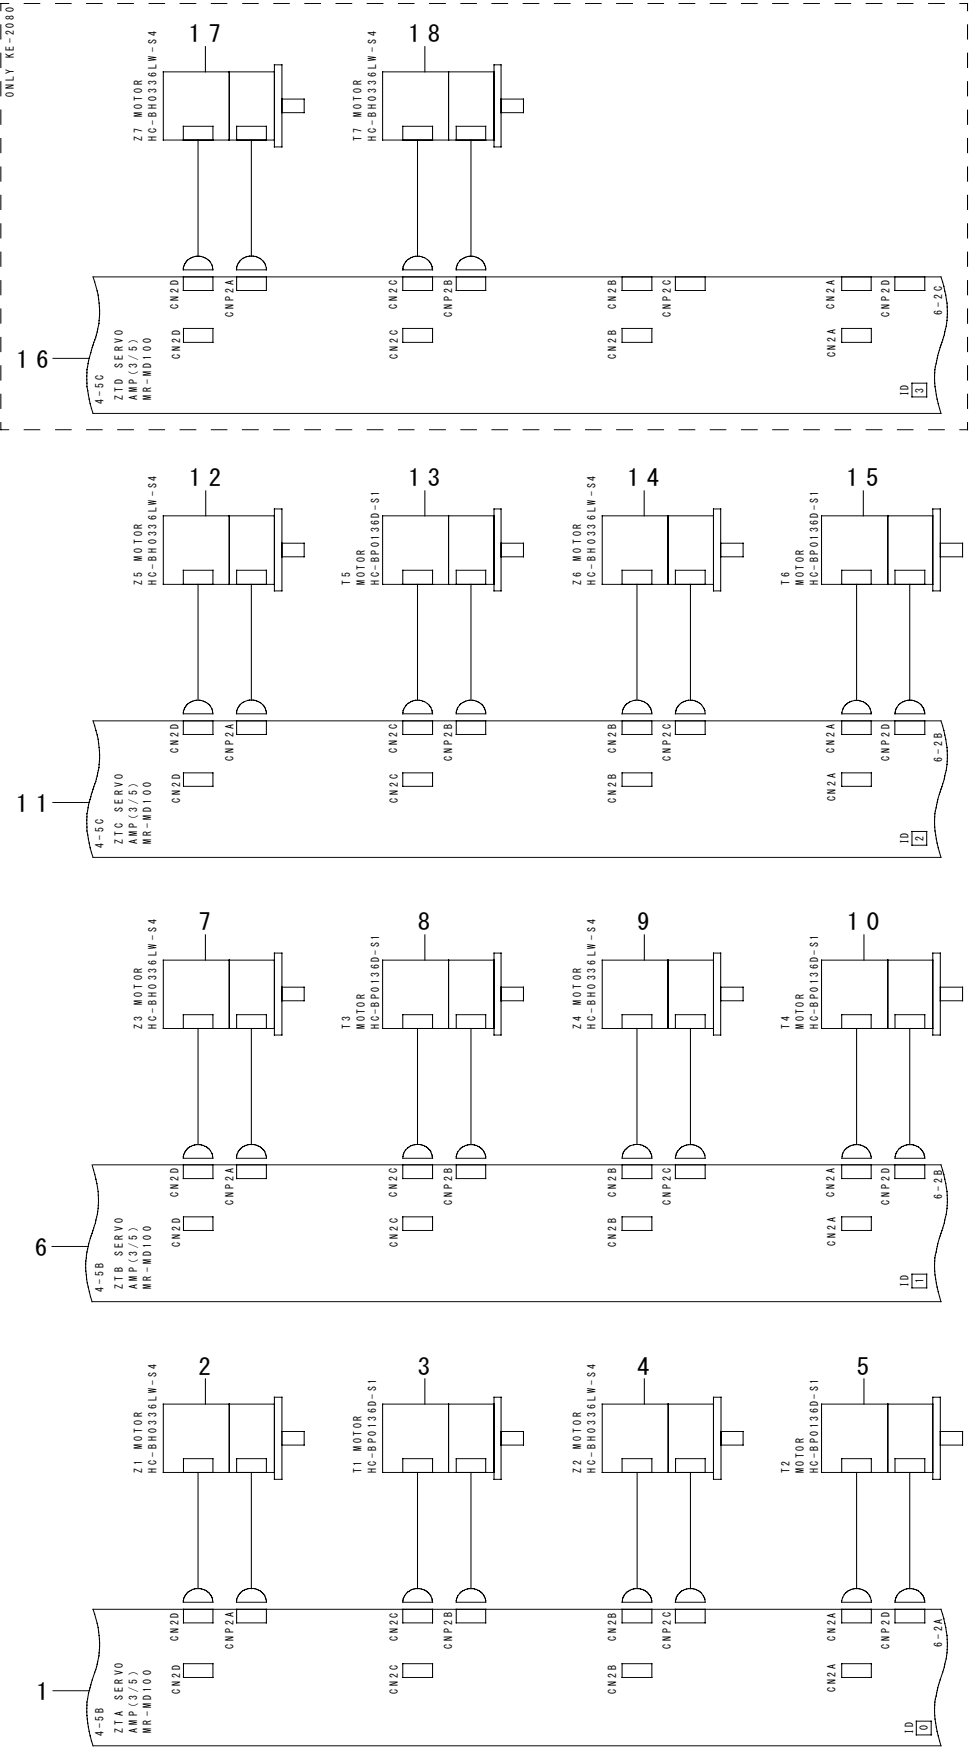 ONLY KE-2080
17
18
Z7 MOTOR
HC-BH0336LW-S4
T7 MOTOR
HC-BH0336LW-S4
CN2D
CNP2A
CN2C
CNP2B
CN2B
CNP2C
CN2A
CNP2D
6-2C
CN2D
CN2C
CN2B
CN2A
16
4-5C
ZTD SERVO
AMP(3/5)
MR-MD100
ID 3
12
13
14
15
Z5 MOTOR
HC-BH0336LW-S4
T5
MOTOR
HC-BP0136D-S1
Z6 MOTOR
HC-BH0336LW-S4
T6
MOTOR
HC-BP0136D-S1
CN2D
CNP2A
CN2C
CNP2B
CN2B
CNP2C
CN2A
CNP2D
6-2B
CN2D
CN2C
CN2B
CN2A
11
4-5C
ZTC SERVO
AMP(3/5)
MR-MD100
ID 2
7
8
9
10
Z3 MOTOR
HC-BH0336LW-S4
T3
MOTOR
HC-BP0136D-S1
Z4 MOTOR
HC-BH0336LW-S4
T4
MOTOR
HC-BP0136D-S1
CN2D
CNP2A
CN2C
CNP2B
CN2B
CNP2C
CN2A
CNP2D
6-2B
CN2D
CN2C
CN2B
CN2A
6
4-5B
ZTB SERVO
AMP(3/5)
MR-MD100
ID 1
2
3
4
5
Z1 MOTOR
HC-BH0336LW-S4
T1 MOTOR
HC-BP0136D-S1
Z2 MOTOR
HC-BH0336LW-S4
T2
MOTOR
HC-BP0136D-S1
CN2D
CNP2A
CN2C
CNP2B
CN2B
CNP2C
CN2A
CNP2D
6-2A
CN2D
CN2C
CN2B
CN2A
1
4-5B
ZTA SERVO
AMP(3/5)
MR-MD100
ID 0